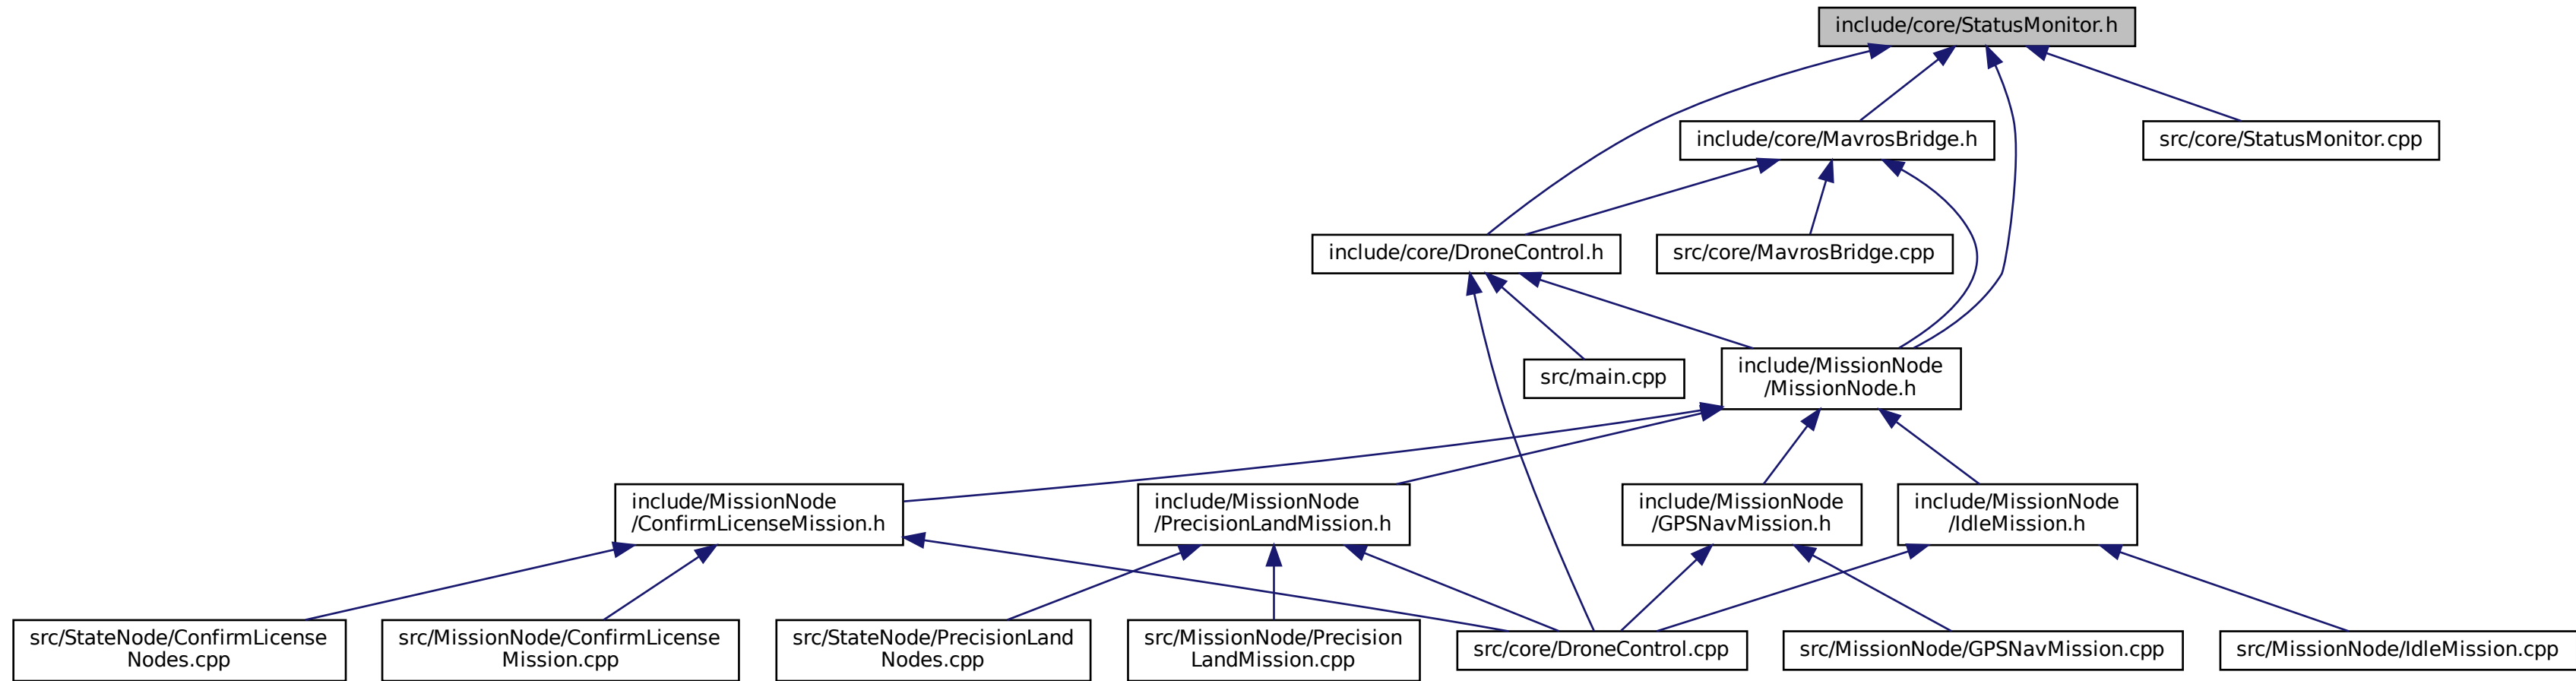 include/core/StatusMonitor.h
include/core/MavrosBridge.h
src/core/StatusMonitor.cpp
include/core/DroneControl.h
src/core/MavrosBridge.cpp
src/main.cpp
include/MissionNode
/MissionNode.h
include/MissionNode
/ConfirmLicenseMission.h
include/MissionNode
/PrecisionLandMission.h
include/MissionNode
/GPSNavMission.h
include/MissionNode
/IdleMission.h
src/StateNode/ConfirmLicense
Nodes.cpp
src/MissionNode/ConfirmLicense
Mission.cpp
src/StateNode/PrecisionLand
Nodes.cpp
src/MissionNode/Precision
LandMission.cpp
src/core/DroneControl.cpp
src/MissionNode/GPSNavMission.cpp
src/MissionNode/IdleMission.cpp